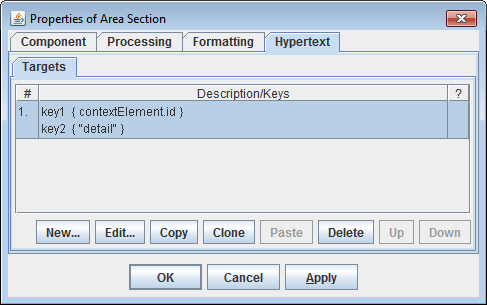 Properties of Area Section
Component Processing Formatting Hypertext
Targets
# Description/Keys ?
1. key1 { contextElement.id }
key2 { "detail" }
New... Edit... Copy Clone Paste Delete Up Down
OK Cancel Apply